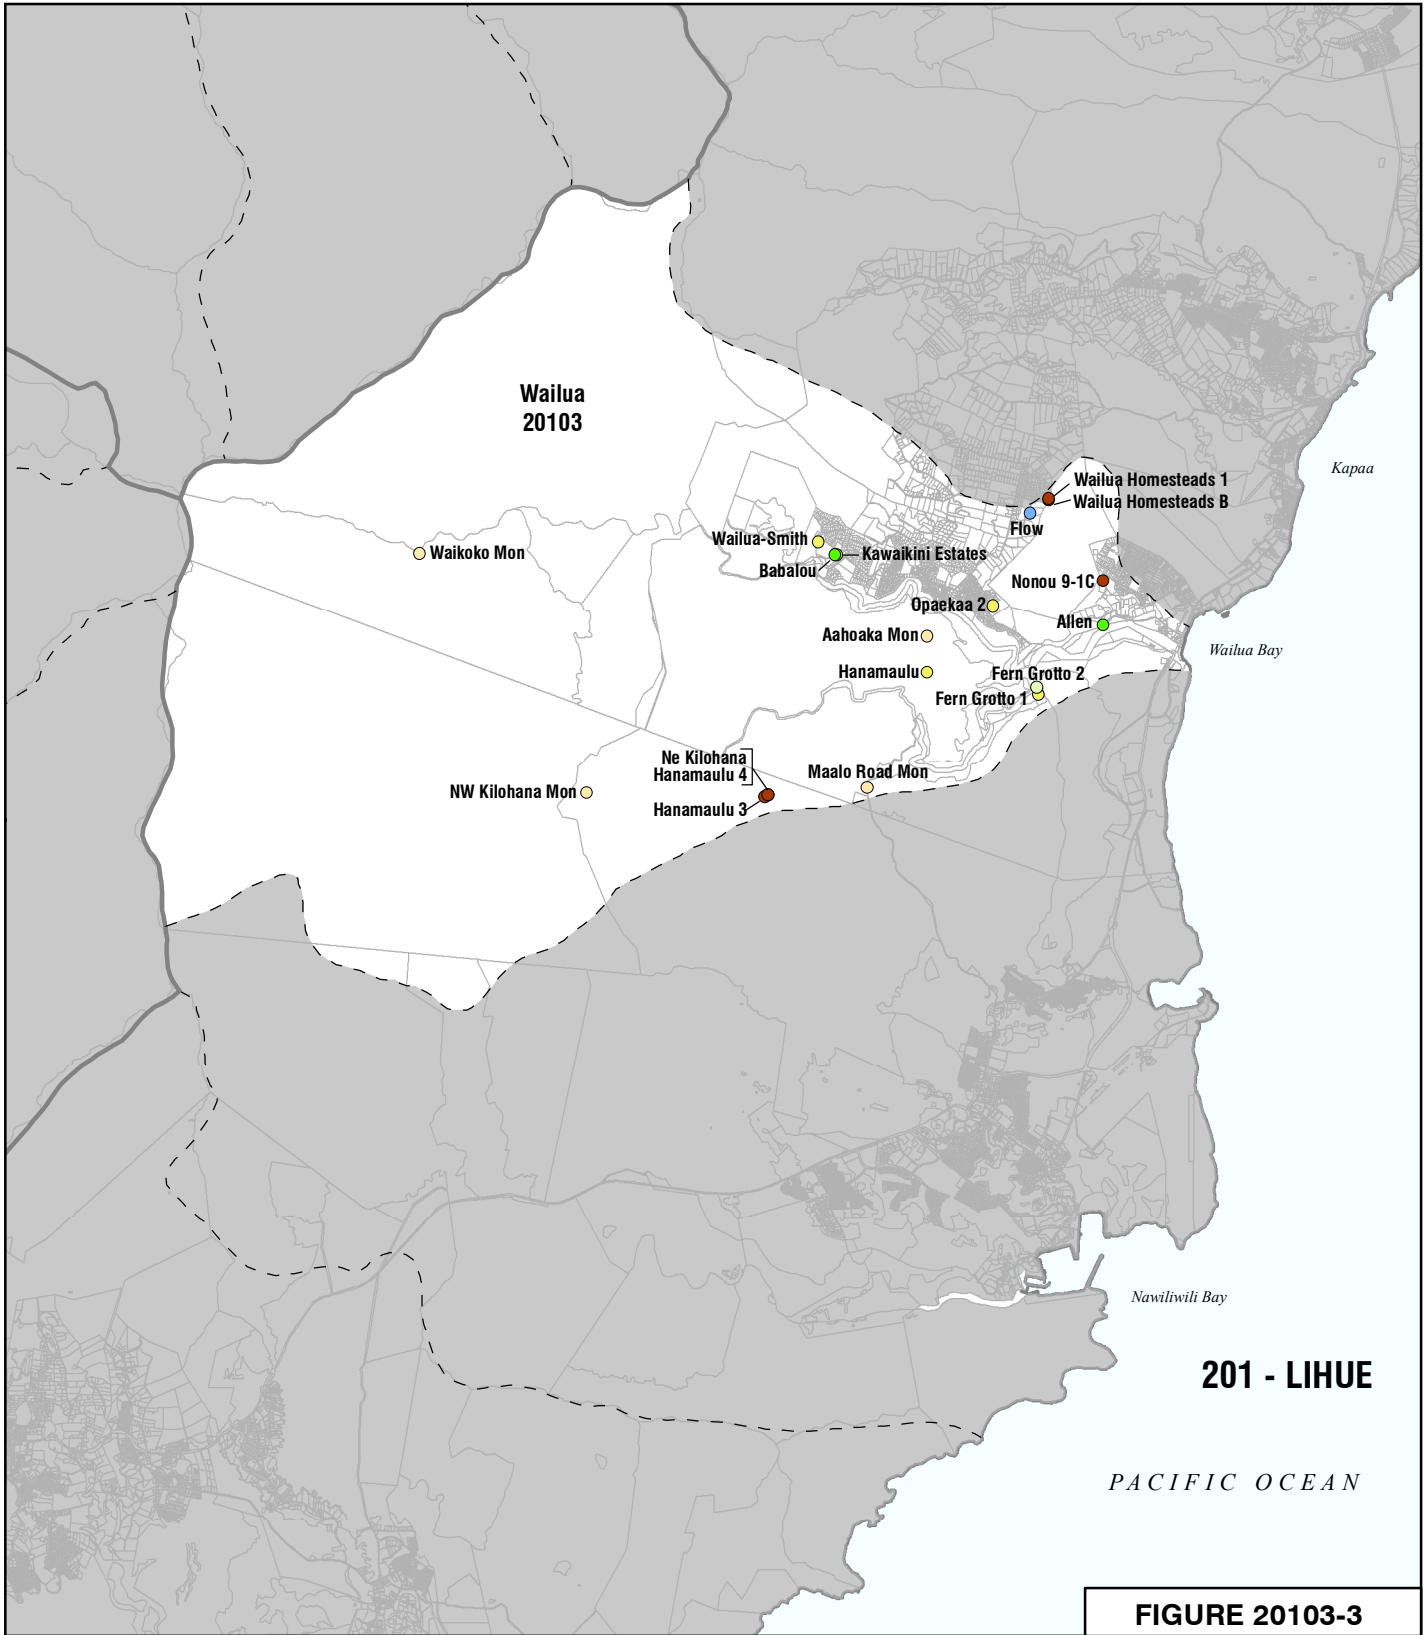 Wailua
20103
Kapaa
Wailua Homesteads 1
Wailua Homesteads B
Flow
Wailua-Smith
Kawaikini Estates
Babalou
Waikoko Mon
Nonou 9-1C
Opaekaa 2
Allen
Aahoaka Mon
Wailua Bay
Hanamaulu
Fern Grotto 2
Fern Grotto 1
Ne Kilohana
Hanamaulu 4
Maalo Road Mon
NW Kilohana Mon
Hanamaulu 3
Nawiliwili Bay
201 - LIHUE
PACIFIC OCEAN
FIGURE 20103-3